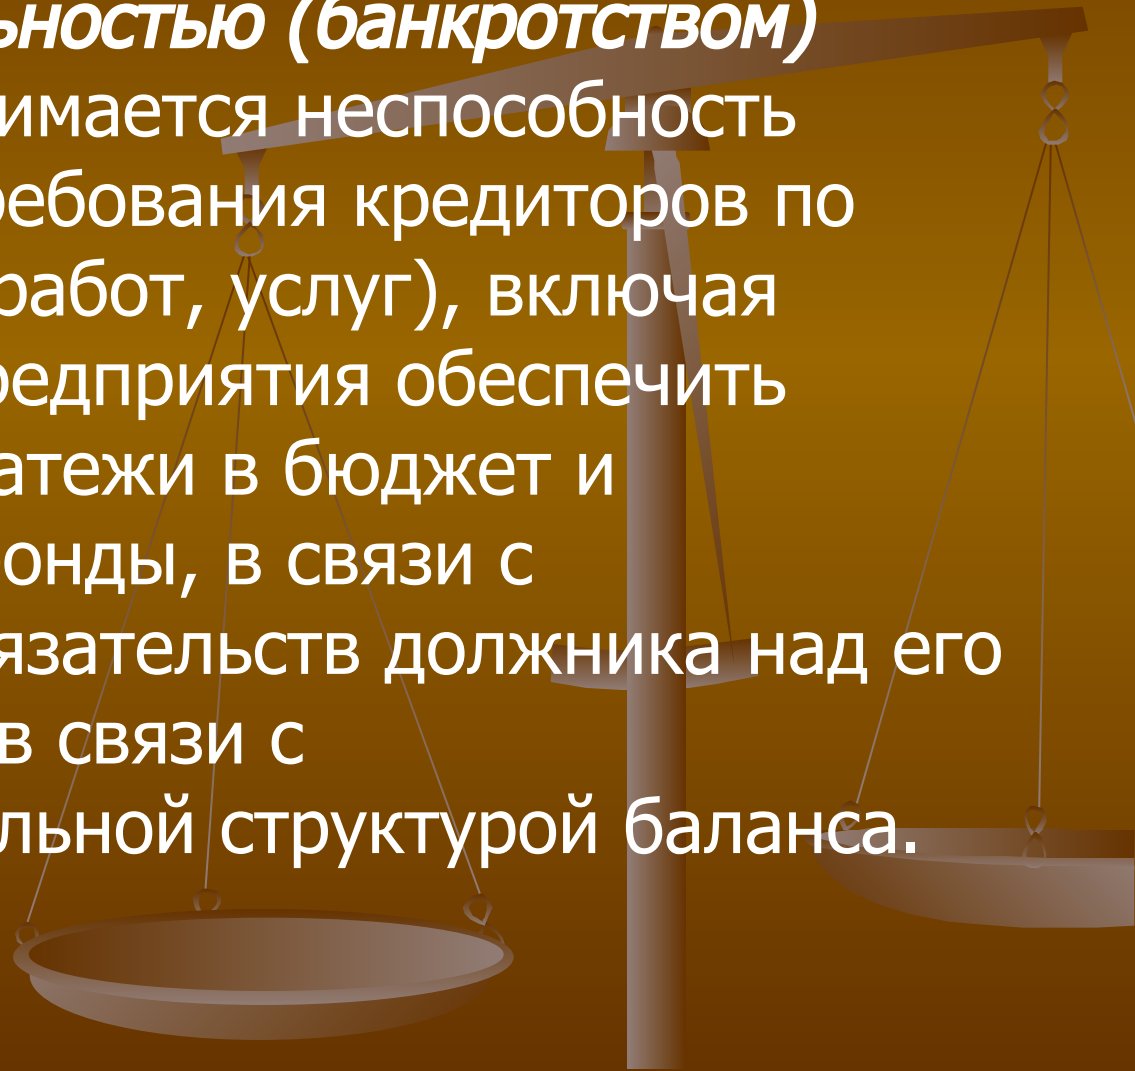 ьностью (банкротством)
имается неспособность
ребования кредиторов по
работ, услуг), включая
редприятия обеспечить
атежи в бюджет и
онды, в связи с
язательств должника над его
в связи с
льной структурой баланса.